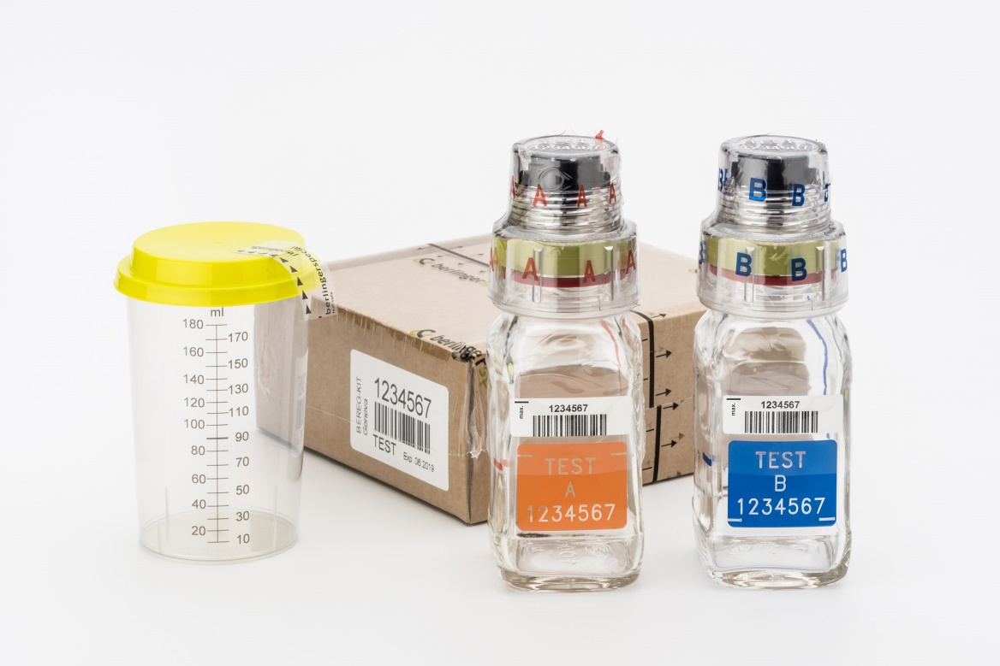 berlingerspecial
ml
180
170
160
150
140
130
120
110
100
90
80
70
60
50
40
30
20
10
berlinger
berlinger
BEREG-KIT
Geneva
1234567
TEST
Exp. 06.2019
A A A
A A A
max.
1234567
TEST
A
1234567
B B B
B B B
max.
1234567
TEST
B
1234567